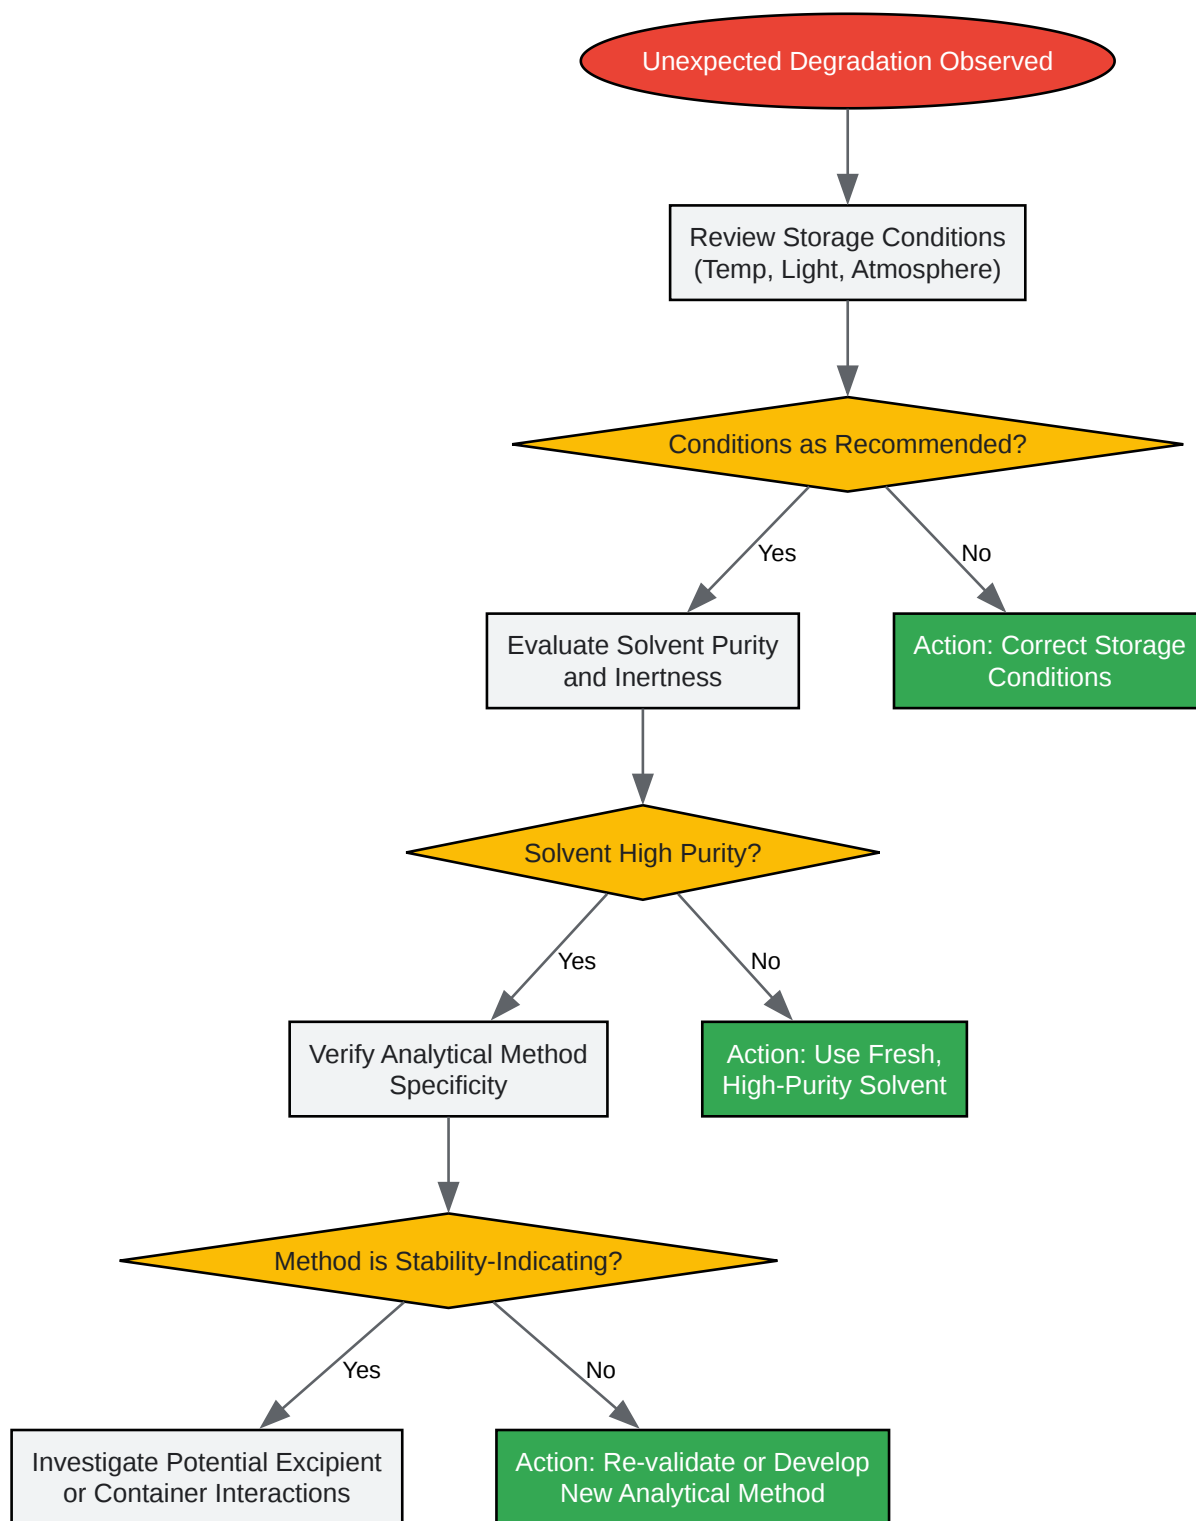 Unexpected Degradation Observed
Review Storage Conditions
(Temp, Light, Atmosphere)
Conditions as Recommended?
Yes
No
Evaluate Solvent Purity
and Inertness
Action: Correct Storage
Conditions
Solvent High Purity?
Yes
No
Verify Analytical Method
Specificity
Action: Use Fresh,
High-Purity Solvent
Method is Stability-Indicating?
Yes
No
Investigate Potential Excipient
or Container Interactions
Action: Re-validate or Develop
New Analytical Method